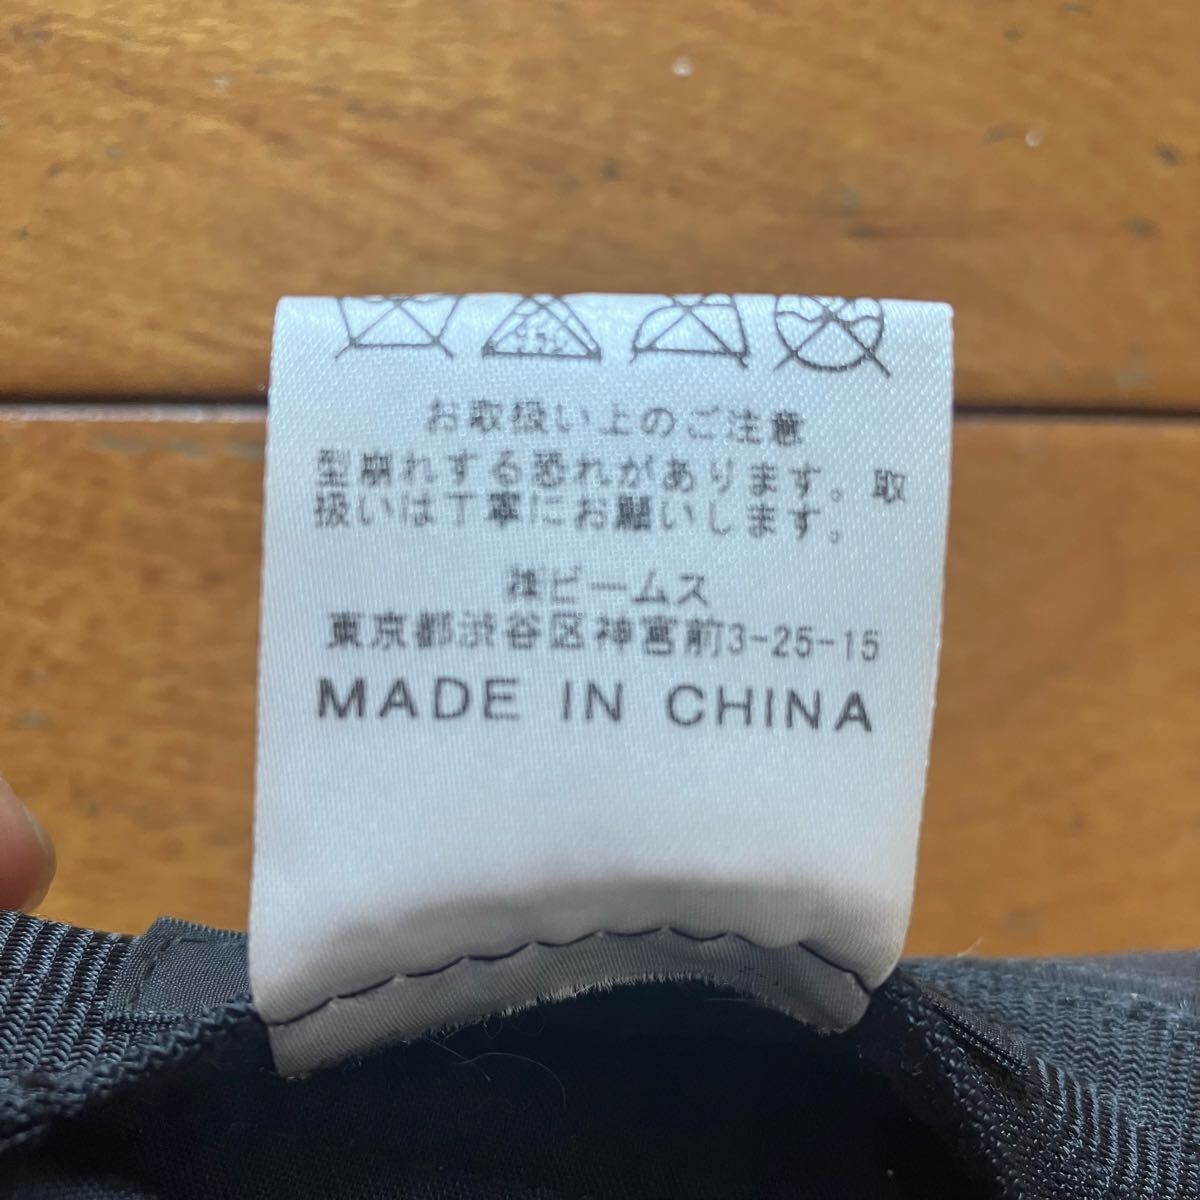 お取扱い上のご注意
型崩れする恐れがあります。取
扱いは丁寧にお願いします。
㈱ビームス
東京都渋谷区神宮前3-25-15
MADE IN CHINA